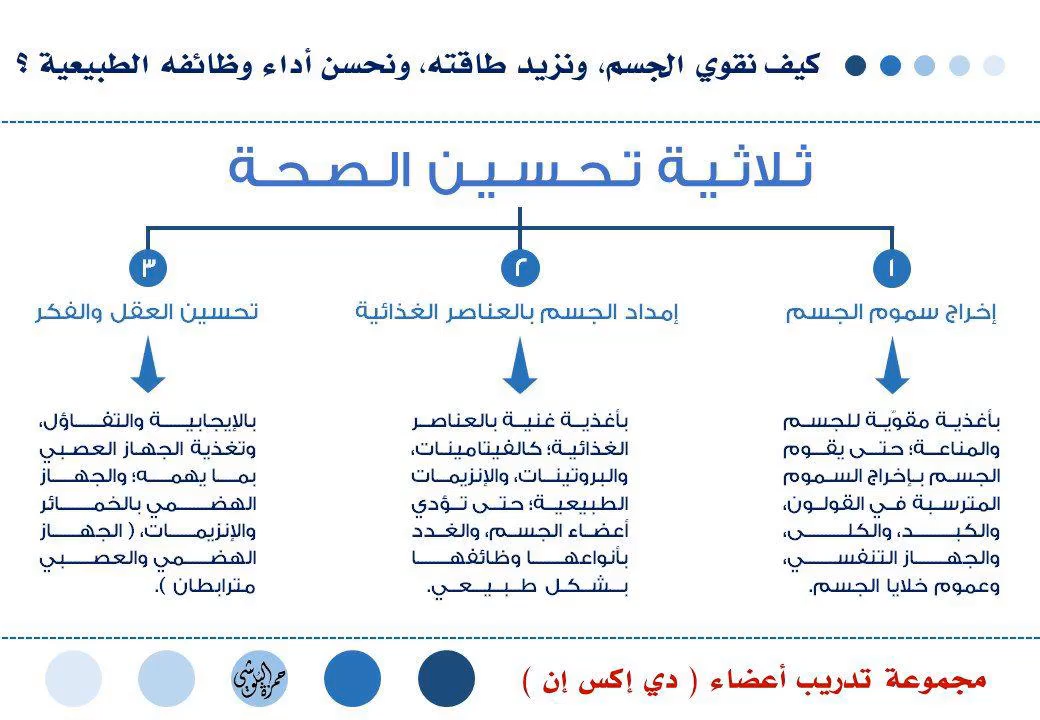 كيف نقوي الجسم، ونزيد طاقته، ونحسن أداء وظائفه الطبيعية ؟
ثلاثية تحسين الصحة
١
إخراج سموم الجسم
بأغذية مقوّية للجسم
والمناعة؛ حتى يقوم
الجسم بإخراج السموم
المترسبة في القولون،
والكبد، والكلى،
والجهاز التنفسي،
وعموم خلايا الجسم.
٢
إمداد الجسم بالعناصر الغذائية
بأغذية غنية بالعناصر
الغذائية؛ كالفيتامينات،
والبروتينات، والإنزيمات
الطبيعية؛ حتى تؤدي
أعضاء الجسم، والغدد
بأنواعها وظائفها
بشكل طبيعي.
٣
تحسين العقل والفكر
بالإيجابية والتفاؤل،
وتغذية الجهاز العصبي
بما يهمه؛ والجهاز
الهضمي بالخمائر
والإنزيمات، ( الجهاز
الهضمي والعصبي
مترابطان ).
حمزة البلوشي
مجموعة تدريب أعضاء ( دي إكس إن )